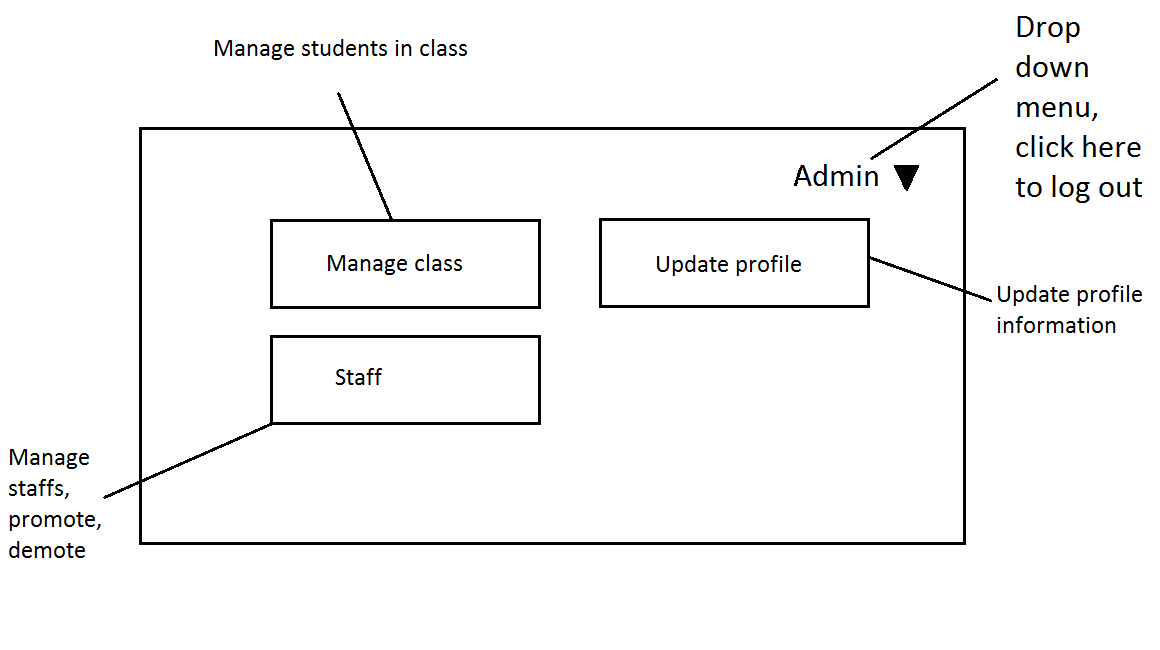 Manage students in class
Drop
down
menu,
click here
to log out
Admin
Manage class
Update profile
Update profile
information
Staff
Manage
staffs,
promote,
demote